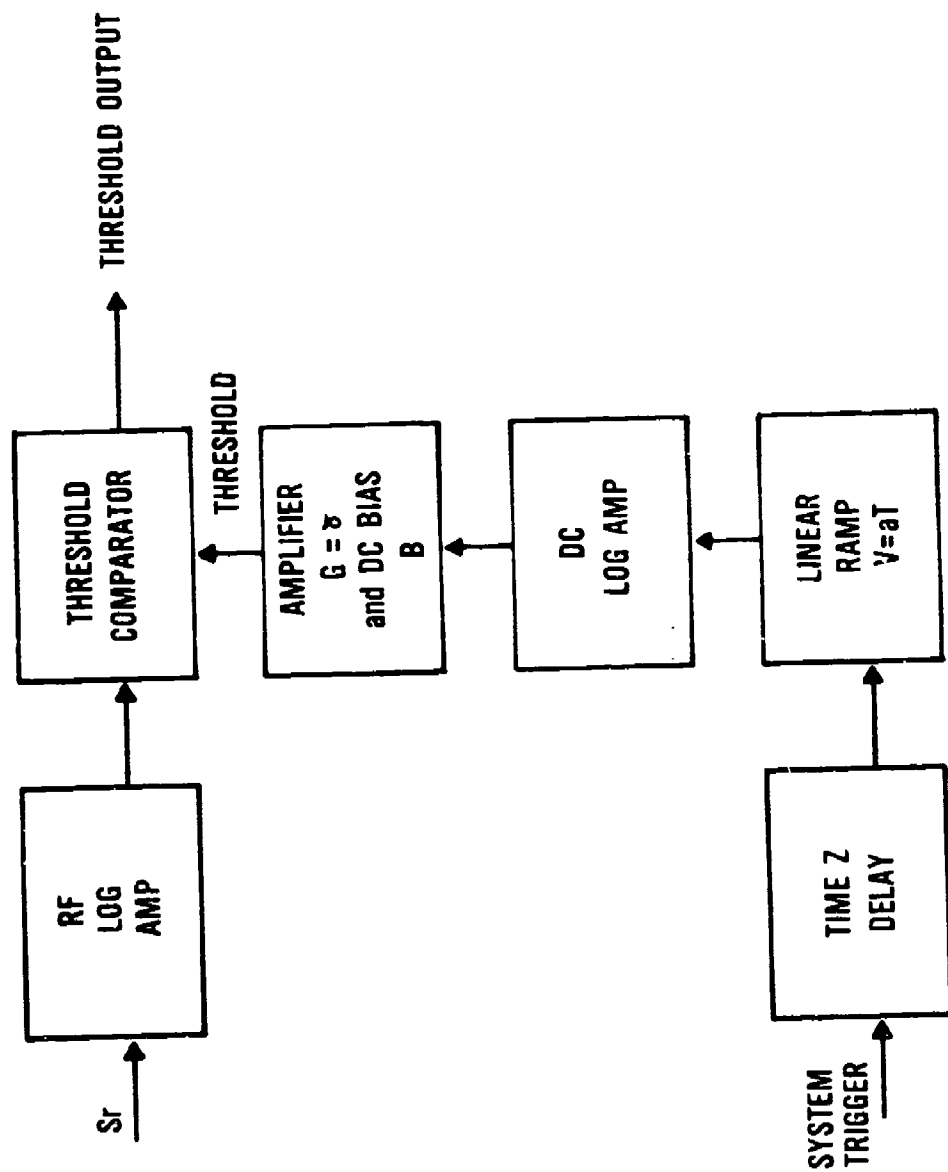 Sr
RF
LOG
AMP
THRESHOLD
COMPARATOR
THRESHOLD OUTPUT
THRESHOLD
AMPLIFIER
G = γ
and DC BIAS
B
DC
LOG AMP
LINEAR
RAMP
V=aT
TIME Z
DELAY
SYSTEM
TRIGGER